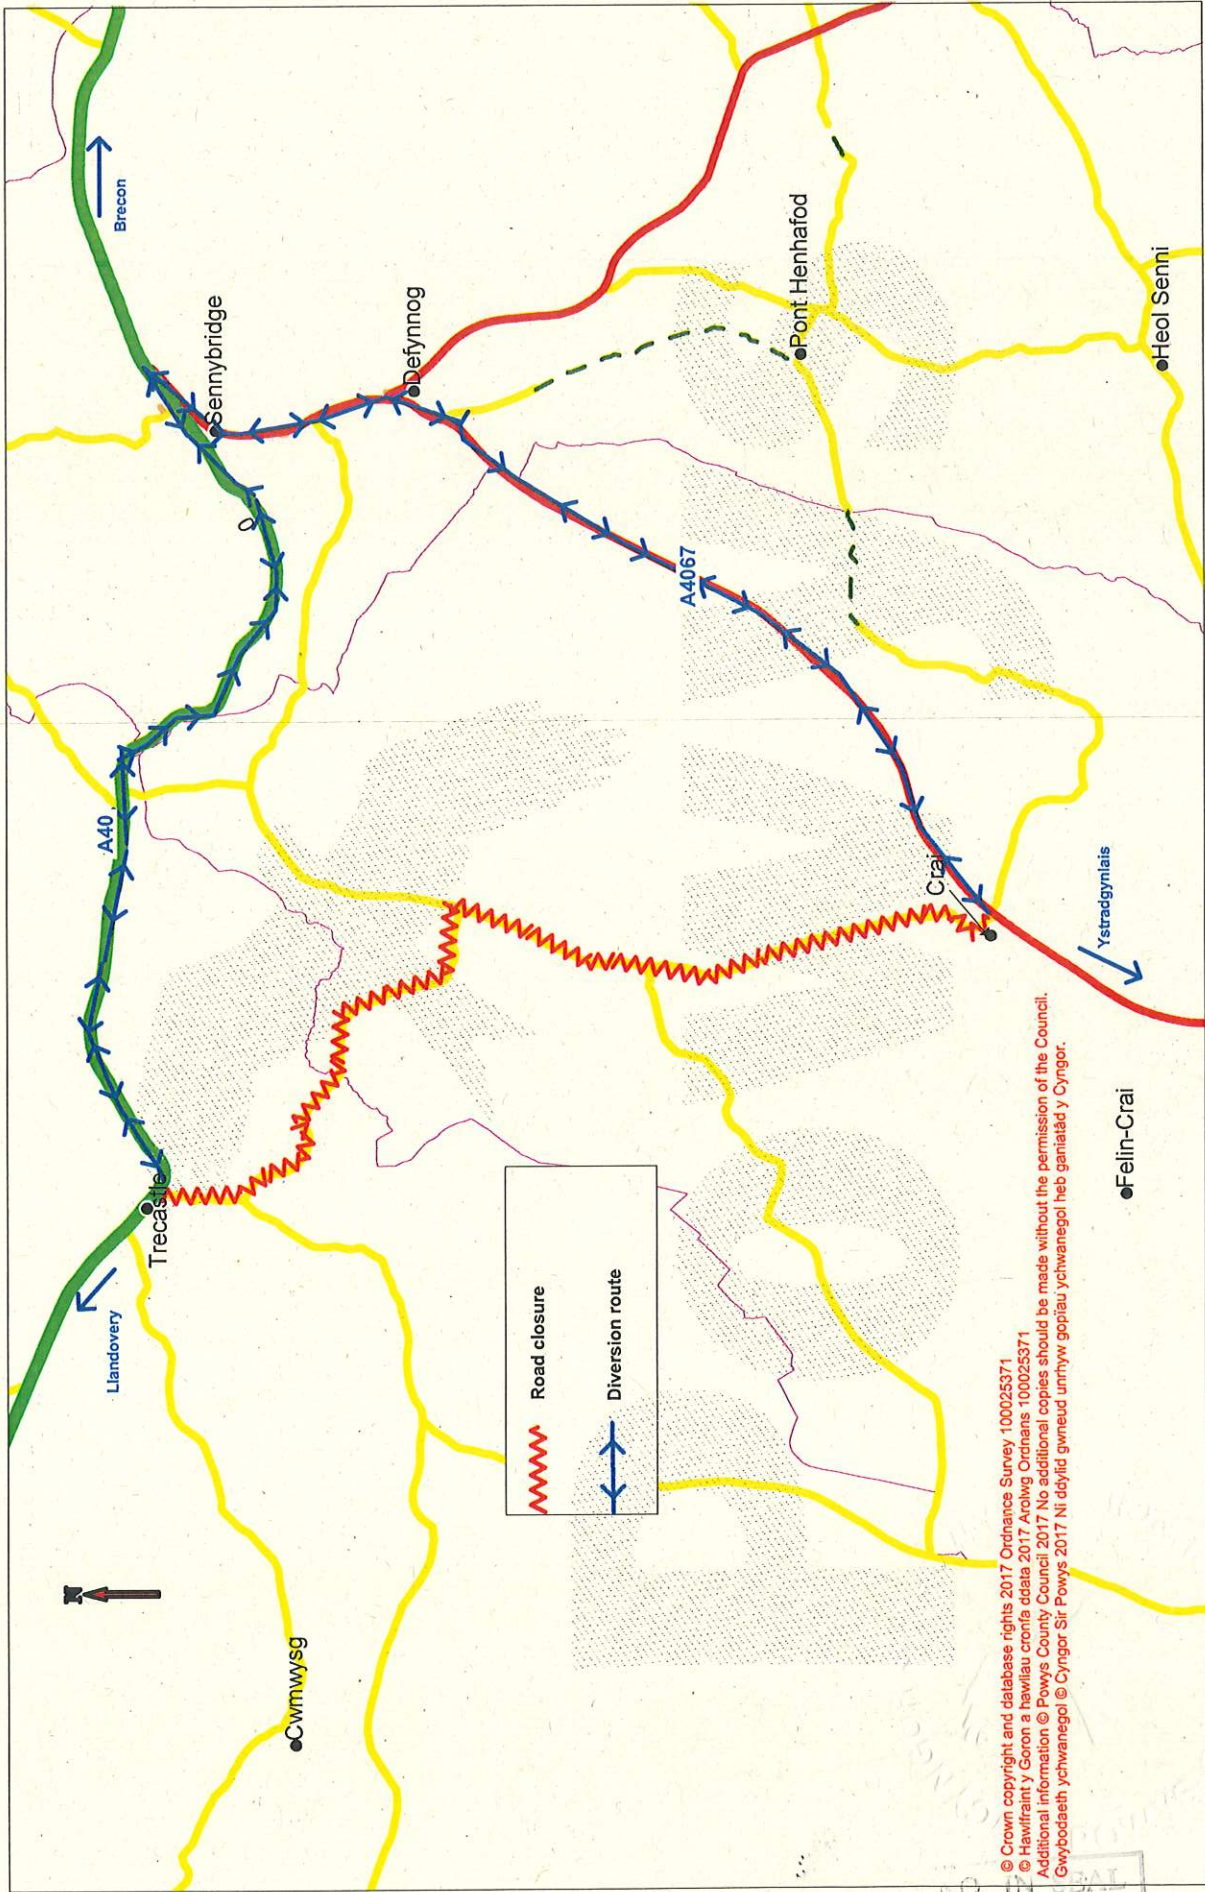 N
A40
Brecon
Llandovery
Trecastle
Sennybridge
Cwmwysg
Defynnog
Road closure
Diversion route
A4067
Pont Henhafod
Crai
© Crown copyright and database rights 2017 Ordnance Survey 100025371
© Hawlfraint y Goron a hawliau cronfa ddata 2017 Arolwg Ordnans 100025371
Additional information © Powys County Council 2017 No additional copies should be made without the permission of the Council.
Gwybodaeth ychwanegol © Cyngor Sir Powys 2017 Ni ddylid gwneud unrhyw gopïau ychwanegol heb ganiatâd y Cyngor.
Ystradgynlais
Felin-Crai
Heol Senni